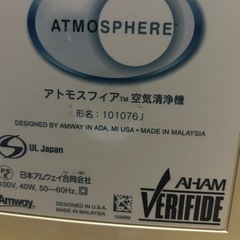 ATMOSPHERE™
アトモスフィア™ 空気清浄機
形名：101076J
DESIGNED BY AMWAY IN ADA, MI USA • MADE IN MALAYSIA
UL Japan
PS
E
日本アムウェイ合同会社
100V, 40W, 50—60Hz,
Amway
DESIGNED IN U.S.A.
MADE IN MALAYSIA
AHAM
VERIFIDE